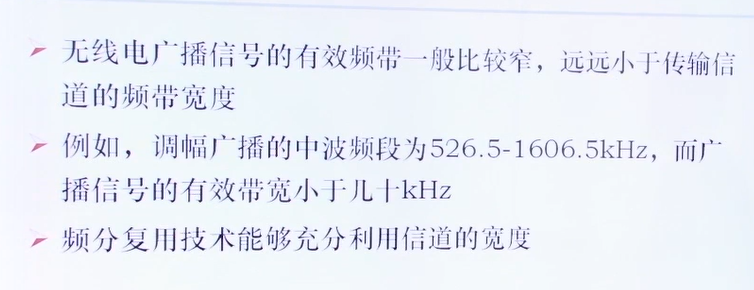 无线电广播信号的有效频带一般比较窄，远远小于传输信
道的频带宽度
例如，调幅广播的中波频段为526.5-1606.5kHz，而广
播信号的有效带宽小于几十kHz
频分复用技术能够充分利用信道的宽度